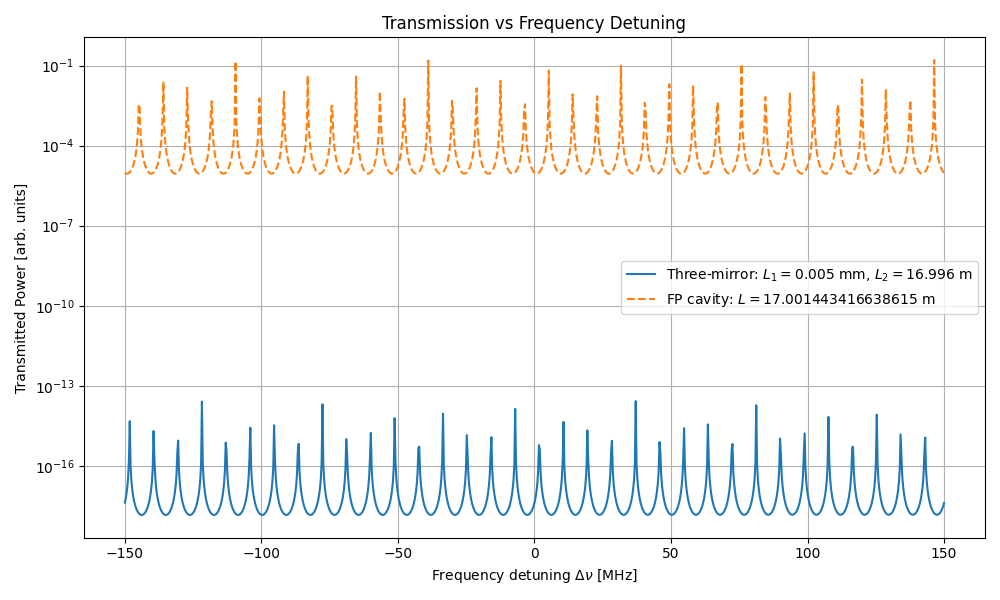 Transmission vs Frequency Detuning
Transmitted Power [arb. units]
10⁻¹
10⁻⁴
10⁻⁷
10⁻¹⁰
10⁻¹³
10⁻¹⁶
Three-mirror: L₁ = 0.005 mm, L₂ = 16.996 m
FP cavity: L = 17.001443416638615 m
−150 −100 −50 0 50 100 150
Frequency detuning Δν [MHz]